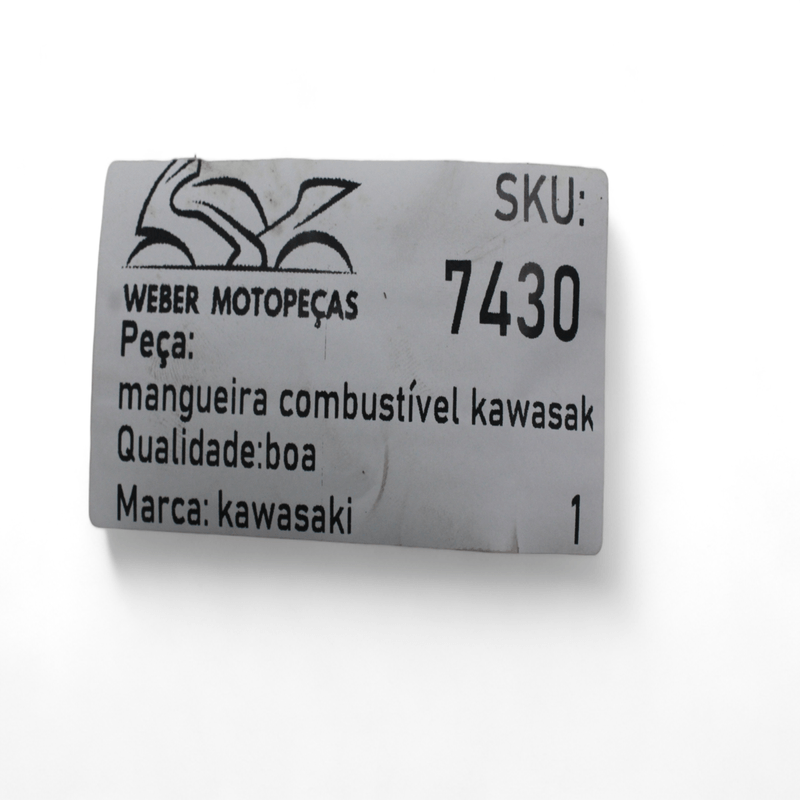 SKU:
7430
WEBER MOTOPEÇAS
Peça:
mangueira combustível kawasak
Qualidade:boa
Marca: kawasaki
1